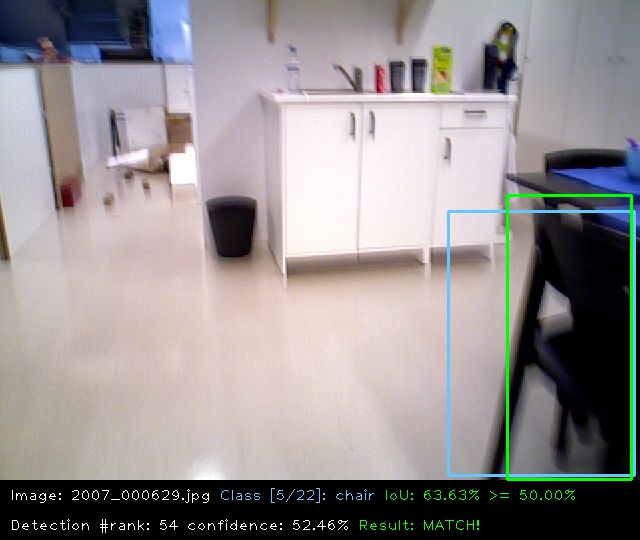 Image: 2007_000629.jpg Class [5/22]: chair IoU: 63.63% >= 50.00%
Detection #rank: 54 confidence: 52.46% Result: MATCH!